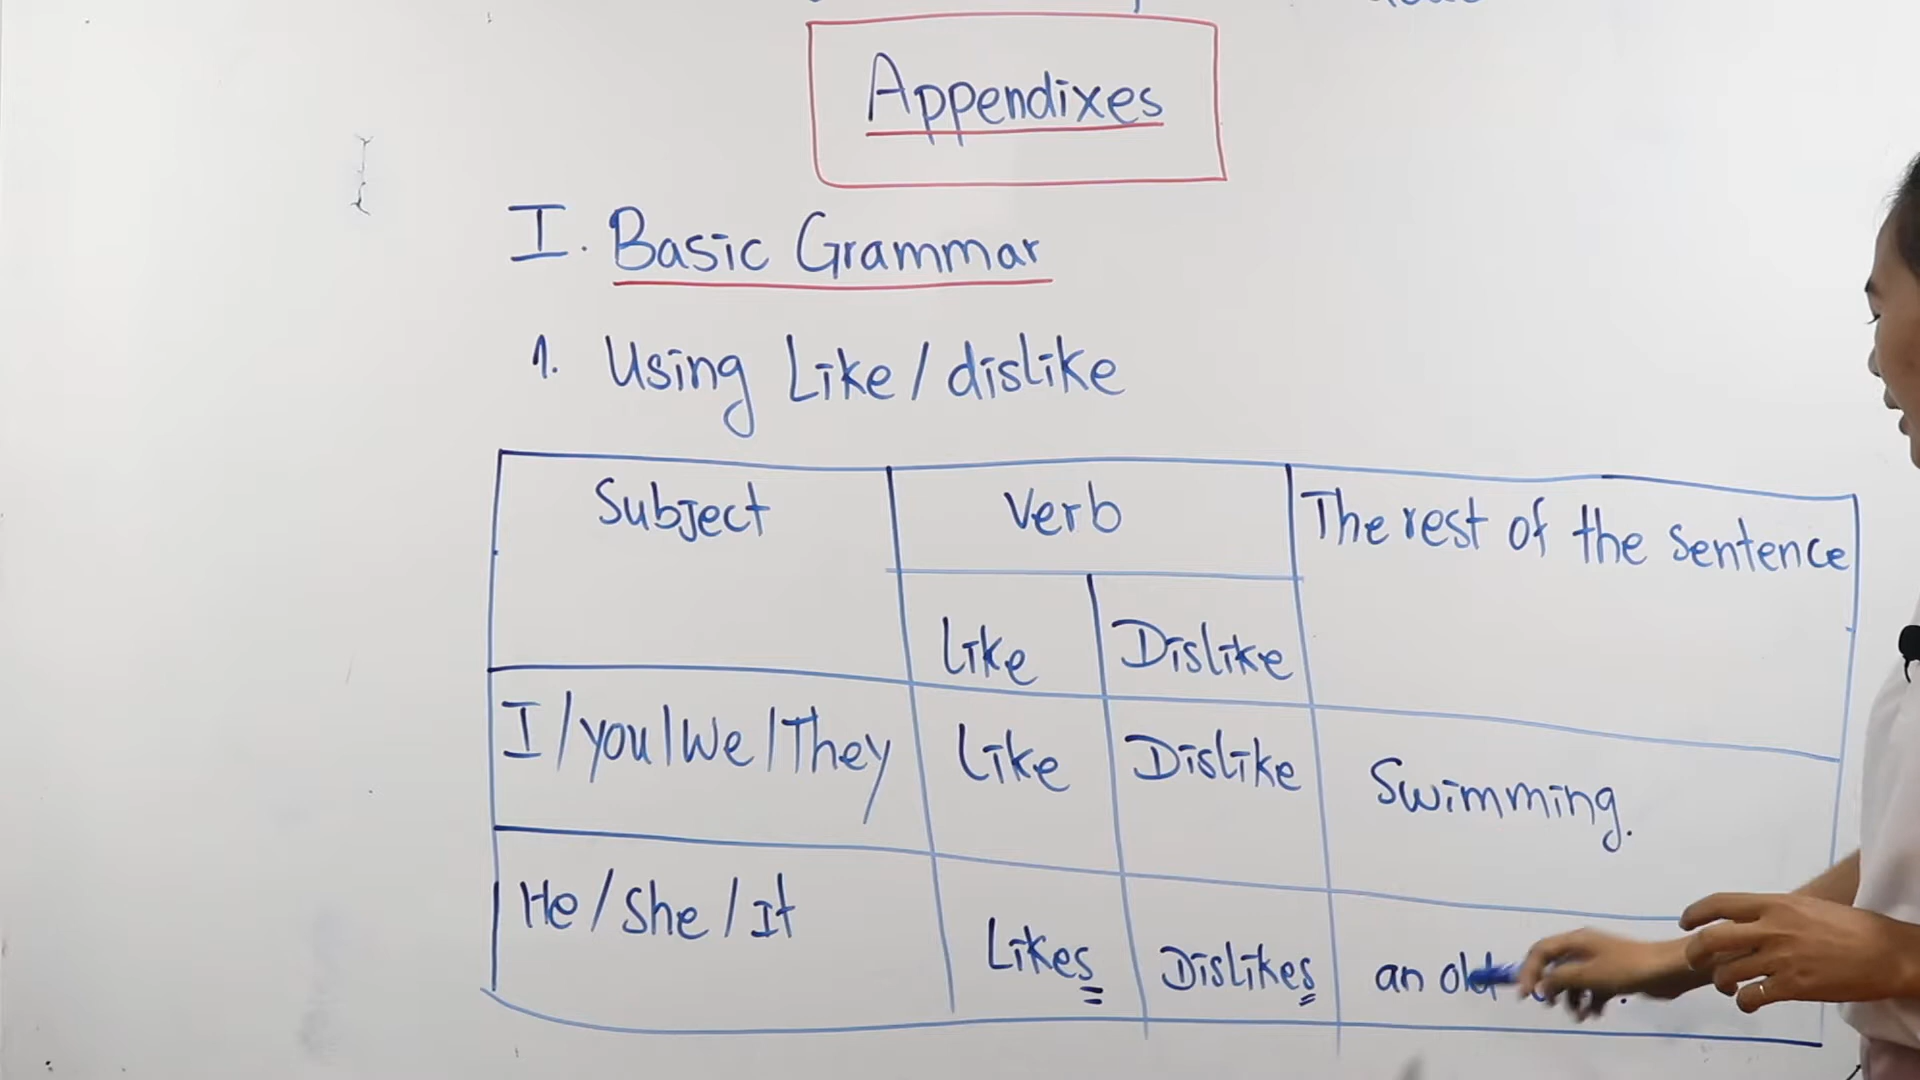 Appendixes
I. Basic Grammar
1. Using Like / dislike
Subject Verb The rest of the sentence
Like Dislike
I / you / We / They Like Dislike Swimming.
He / She / It Likes Dislikes an old